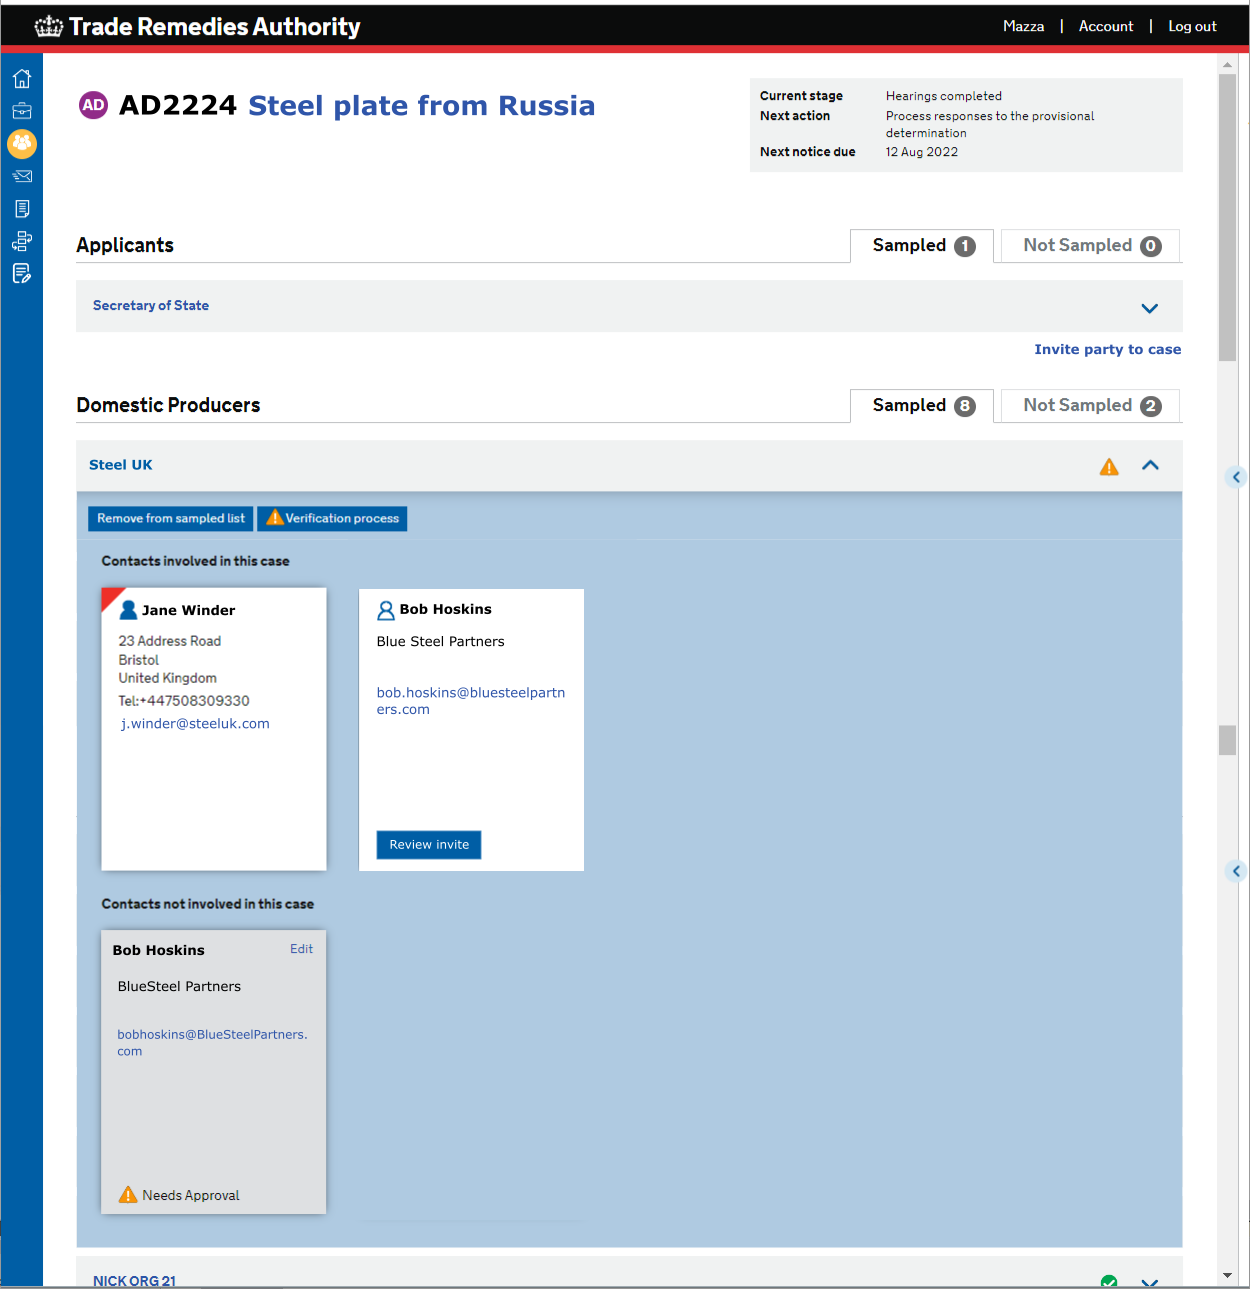 Trade Remedies Authority
Mazza | Account | Log out
AD AD2224 Steel plate from Russia
Current stage Hearings completed
Next action Process responses to the provisional
determination
Next notice due 12 Aug 2022
Applicants
Sampled 1
Not Sampled 0
Secretary of State
Invite party to case
Domestic Producers
Sampled 8
Not Sampled 2
Steel UK
Remove from sampled list
Verification process
Contacts involved in this case
Jane Winder
23 Address Road
Bristol
United Kingdom
Tel:+447508309330
j.winder@steeluk.com
Bob Hoskins
Blue Steel Partners
bob.hoskins@bluesteelpartn
ers.com
Review invite
Contacts not involved in this case
Bob Hoskins
Edit
BlueSteel Partners
bobhoskins@BlueSteelPartners.
com
Needs Approval
NICK ORG 21